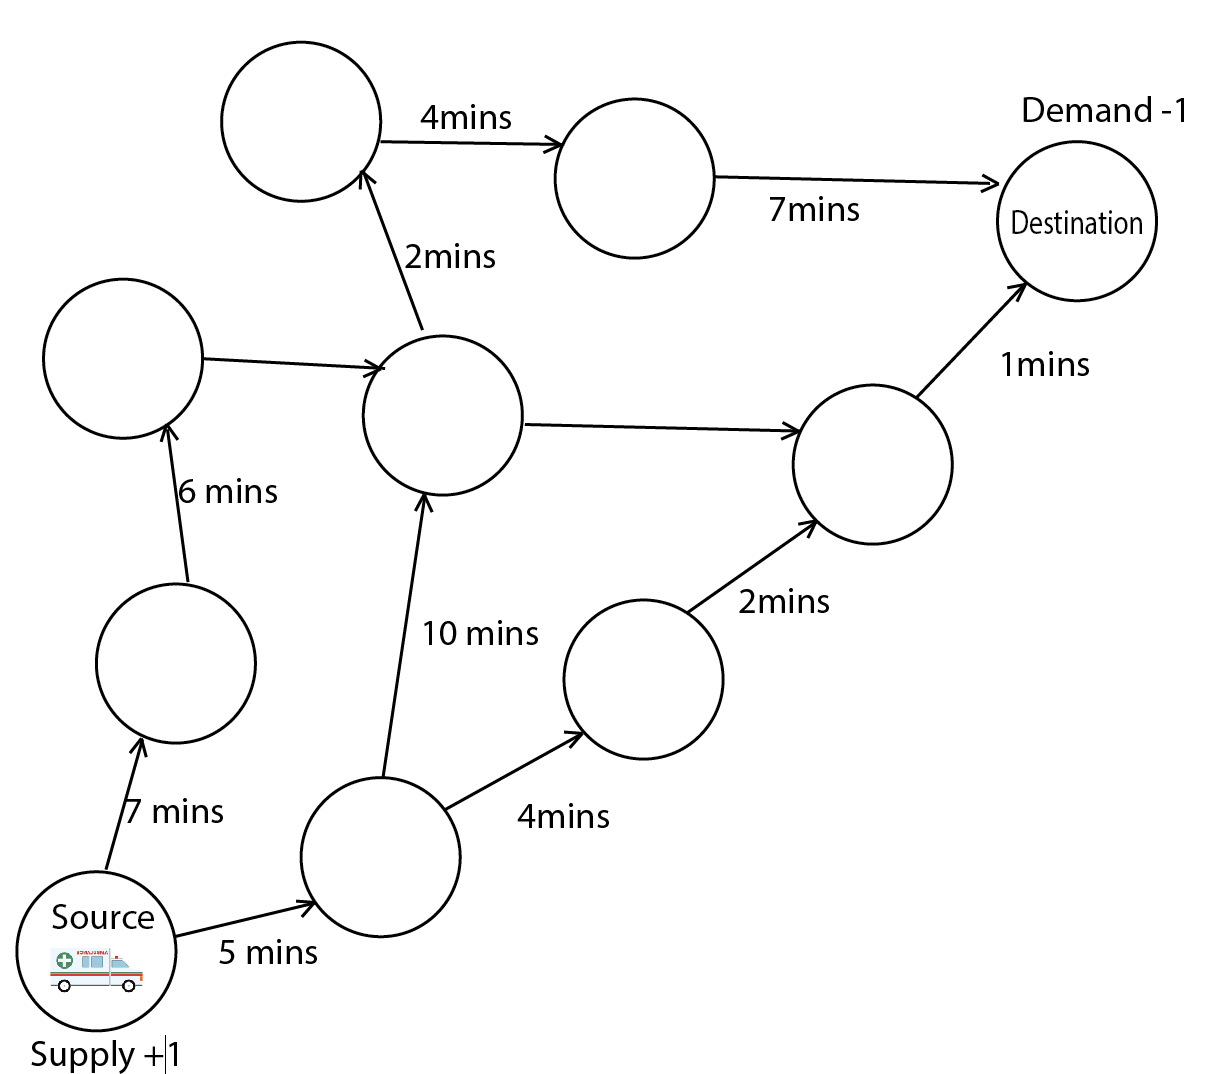 Demand -1
4mins
7mins
Destination
2mins
1mins
6 mins
2mins
10 mins
7 mins
4mins
Source
5 mins
Supply +1